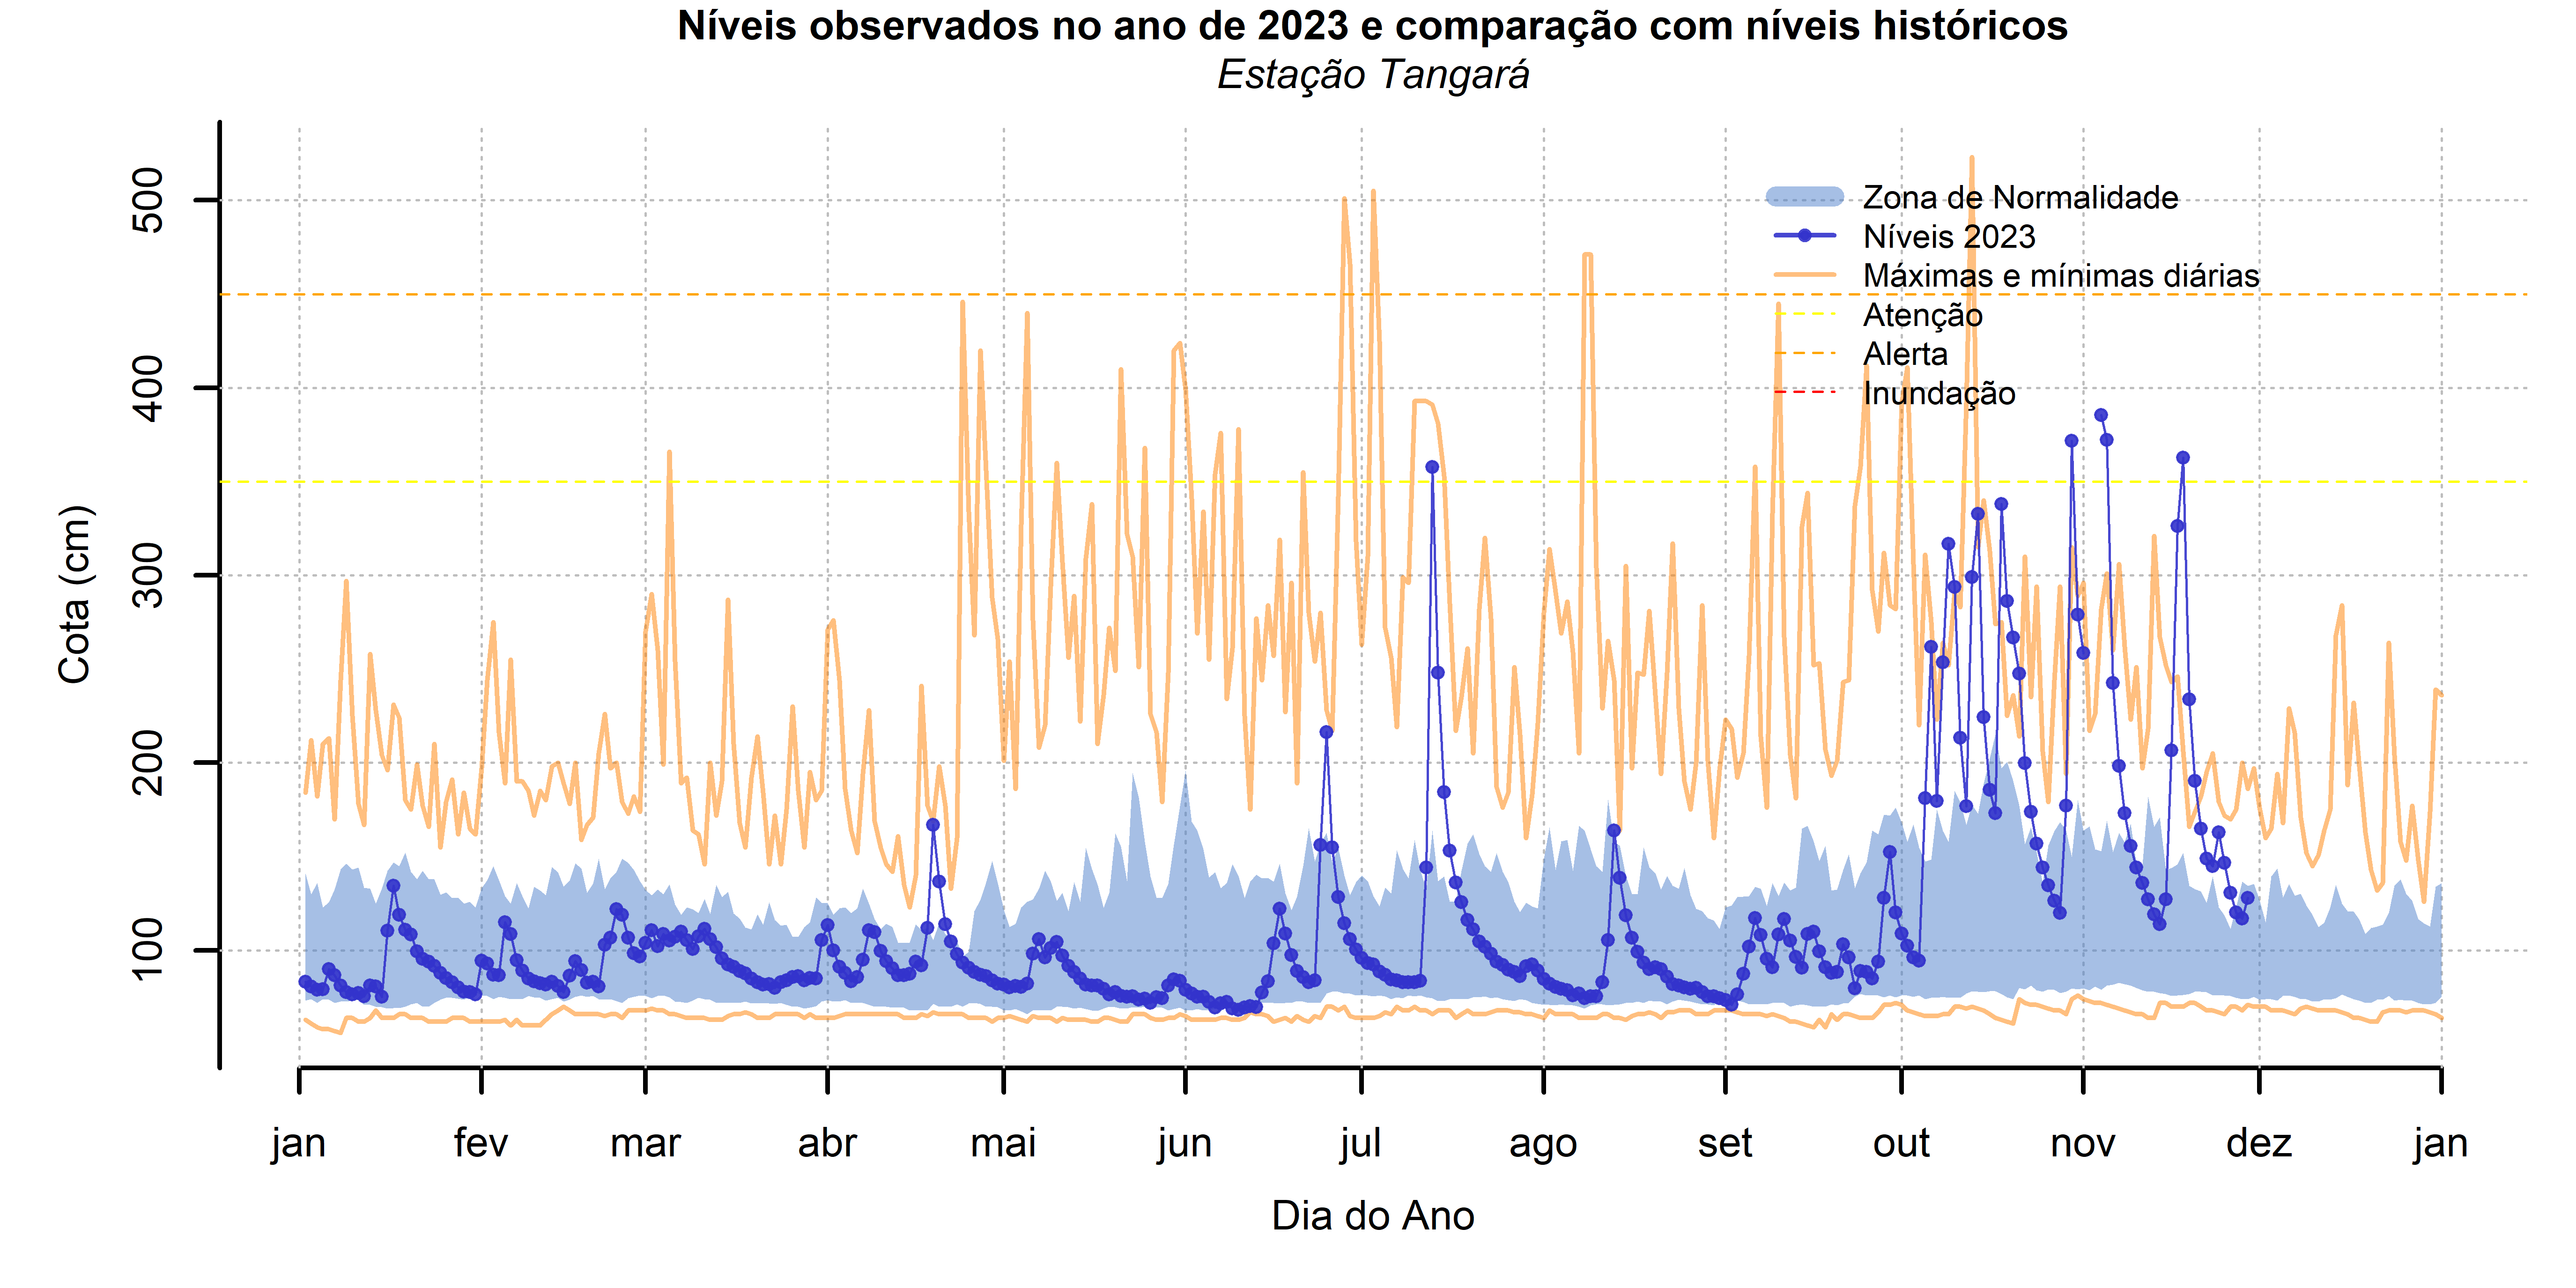 Níveis observados no ano de 2023 e comparação com níveis históricos
Estação Tangará
Cota (cm)
500
400
300
200
100
Zona de Normalidade
Níveis 2023
Máximas e mínimas diárias
Atenção
Alerta
Inundação
jan fev mar abr mai jun jul ago set out nov dez jan
Dia do Ano